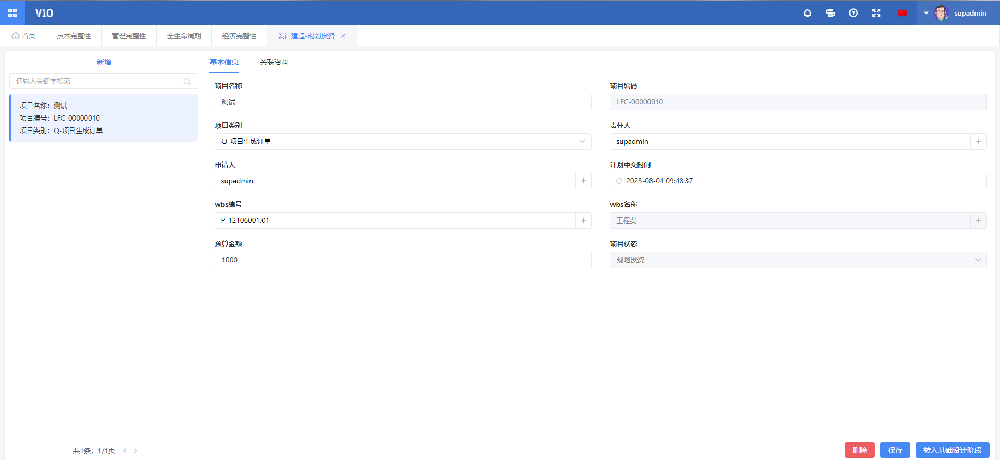 V10
supadmin
首页
技术完整性
管理完整性
全生命周期
经济完整性
设计建造-规划投资
新增
请输入关键字搜索
项目名称：测试
项目编号：LFC-00000010
项目类别：Q-项目生成订单
共1条，1/1页
基本信息
关联资料
项目名称
测试
项目编码
LFC-00000010
项目类别
Q-项目生成订单
责任人
supadmin
申请人
supadmin
计划中交时间
2023-08-04 09:48:37
wbs编号
P-12106001.01
wbs名称
工程费
预算金额
1000
项目状态
规划投资
删除
保存
转入基础设计阶段